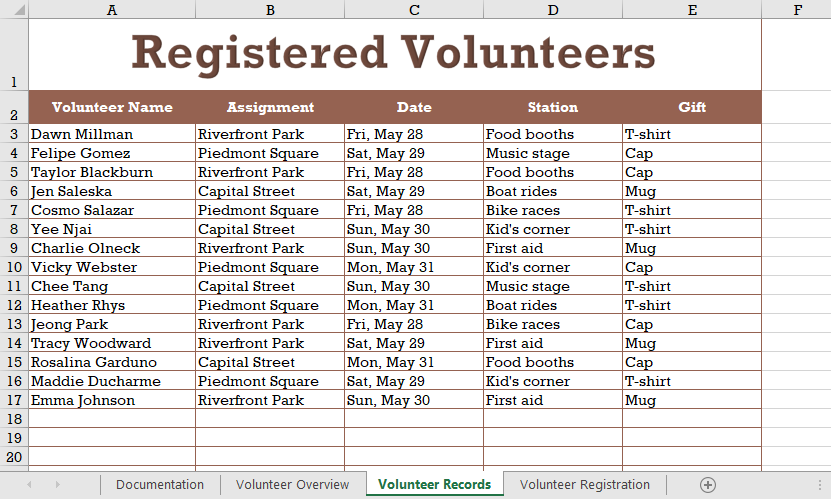 A B C D E F
1 Registered Volunteers
2 Volunteer Name Assignment Date Station Gift
3 Dawn Millman Riverfront Park Fri, May 28 Food booths T-shirt
4 Felipe Gomez Piedmont Square Sat, May 29 Music stage Cap
5 Taylor Blackburn Riverfront Park Fri, May 28 Food booths Cap
6 Jen Saleska Capital Street Sat, May 29 Boat rides Mug
7 Cosmo Salazar Piedmont Square Fri, May 28 Bike races T-shirt
8 Yee Njai Capital Street Sun, May 30 Kid's corner T-shirt
9 Charlie Olneck Riverfront Park Sun, May 30 First aid Mug
10 Vicky Webster Piedmont Square Mon, May 31 Kid's corner Cap
11 Chee Tang Capital Street Sun, May 30 Music stage T-shirt
12 Heather Rhys Piedmont Square Mon, May 31 Boat rides T-shirt
13 Jeong Park Riverfront Park Fri, May 28 Bike races Cap
14 Tracy Woodward Riverfront Park Sat, May 29 First aid Mug
15 Rosalina Garduno Capital Street Mon, May 31 Food booths Cap
16 Maddie Ducharme Piedmont Square Sat, May 29 Kid's corner T-shirt
17 Emma Johnson Riverfront Park Sun, May 30 First aid Mug
18
19
20
Documentation Volunteer Overview Volunteer Records Volunteer Registration